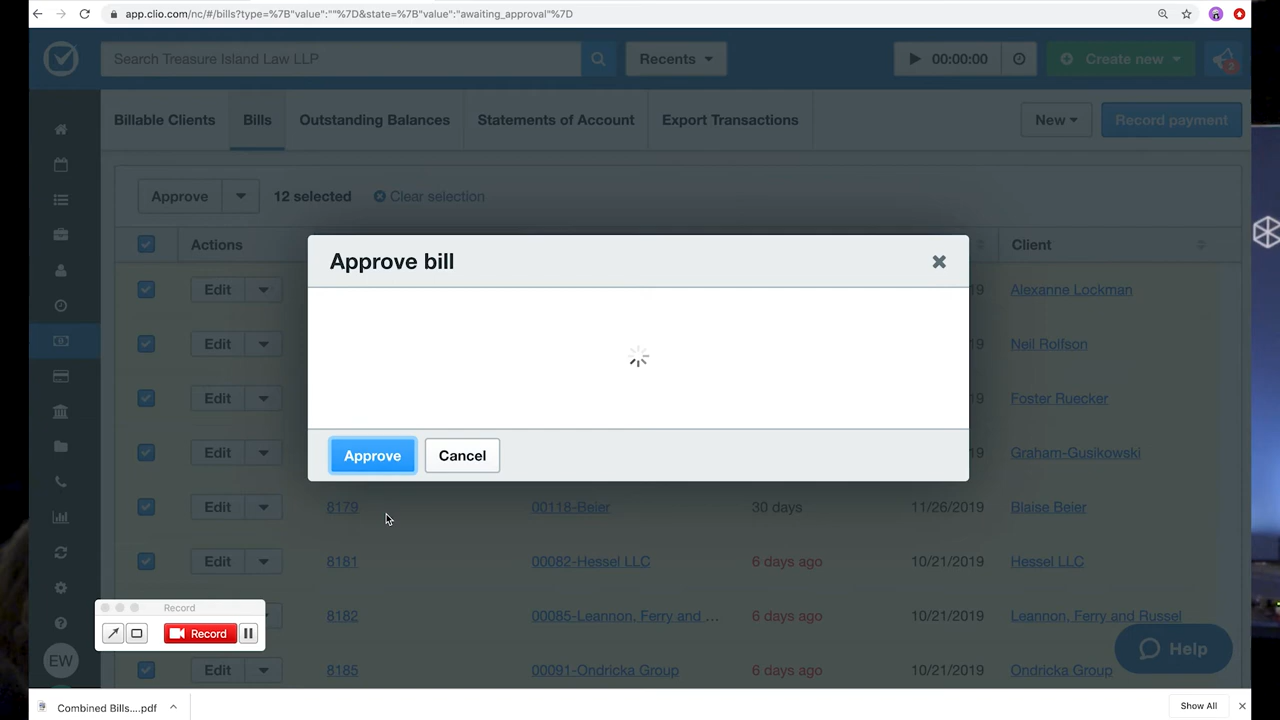 app.clio.com/nc/#/bills?type=%7B"value":""%7D&state=%7B"value":"awaiting_approval"%7D
Search Treasure Island Law LLP
Recents
00:00:00
Create new
2
Billable Clients
Bills
Outstanding Balances
Statements of Account
Export Transactions
New
Record payment
Approve
12 selected
Clear selection
Actions
Client
Approve bill
Edit
19
Alexanne Lockman
Edit
19
Neil Rolfson
Edit
19
Foster Ruecker
Edit
19
Graham-Gusikowski
Approve
Cancel
Edit
8179
00118-Beier
30 days
11/26/2019
Blaise Beier
Edit
8181
00082-Hessel LLC
6 days ago
10/21/2019
Hessel LLC
8182
00085-Leannon, Ferry and ...
6 days ago
10/21/2019
Leannon, Ferry and Russel
Record
Record
Help
EW
Edit
8185
00091-Ondricka Group
6 days ago
10/21/2019
Ondricka Group
Combined Bills....pdf
Show All